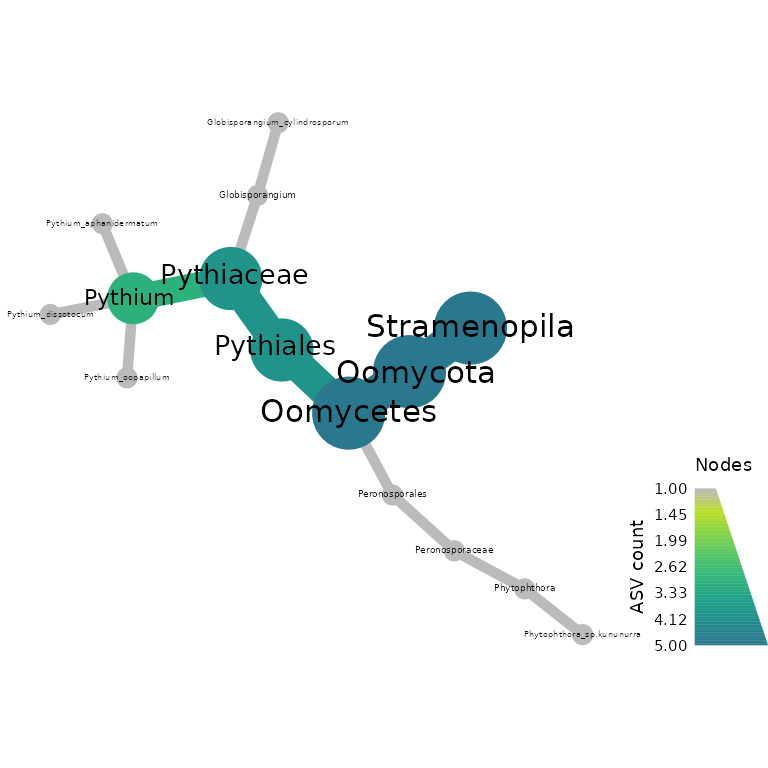 Globisporangium_cylindrosporum
Globisporangium
Pythium_aphanidermatum
Pythiaceae
Pythium
Pythium_dissotocum
Stramenopila
Pythiales
Oomycota
Pythium_oopapillum
Oomycetes
Nodes
1.00
Peronosporales
1.45
1.99
Peronosporaceae
2.62
ASV count
Phytophthora
3.33
4.12
Phytophthora_sp.kununurra
5.00